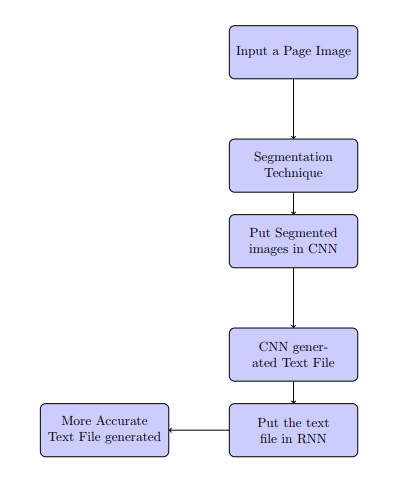 Input a Page Image
Segmentation
Technique
Put Segmented
images in CNN
CNN gener-
ated Text File
Put the text
file in RNN
More Accurate
Text File generated